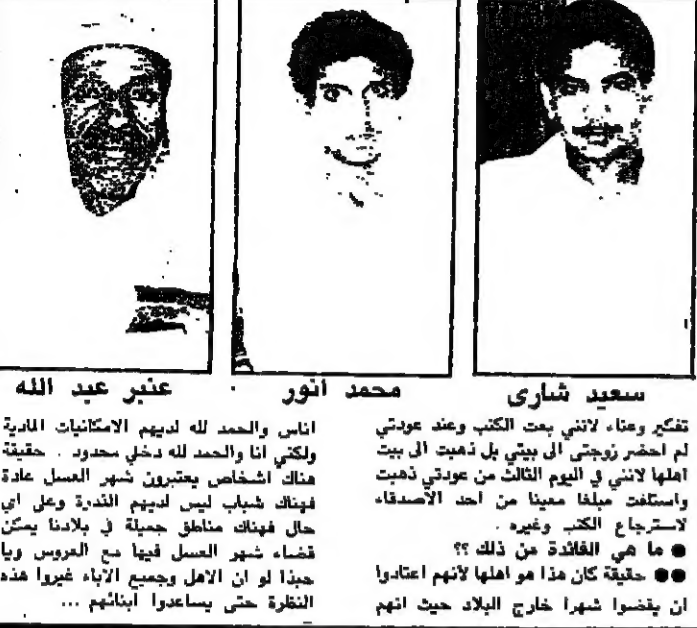 سعيد شاري
محمد انور
عنبر عبد الله
تفكير وعناء لانني بعت الكنب وعند عودتي
لم احضر زوجتي الى بيتي بل ذهبت الى بيت
اهلها لانني في اليوم الثالث من عودتي ذهبت
واستلفت مبلغا معينا من احد الاصدقاء
لاسترجاع الكنب وغيره .
● ما هي الفائدة من ذلك ؟؟
●● حقيقة كان هذا هو اهلها لأنهم اعتادوا
ان يقضوا شهرا خارج البلاد حيث انهم
اناس والحمد لله لديهم الامكانيات المادية
ولكني انا والحمد لله دخلي محدود . حقيقة
هناك اشخاص يعتبرون شهر العسل عادة
فهناك شباب ليس لديهم القدرة وعلى اي
حال فهناك مناطق جميلة في بلادنا يمكن
قضاء شهر العسل فيها مع العروس ويا
حبذا لو ان الاهل وجميع الاباء غيروا هذه
النظرة حتى يساعدوا ابنائهم ...